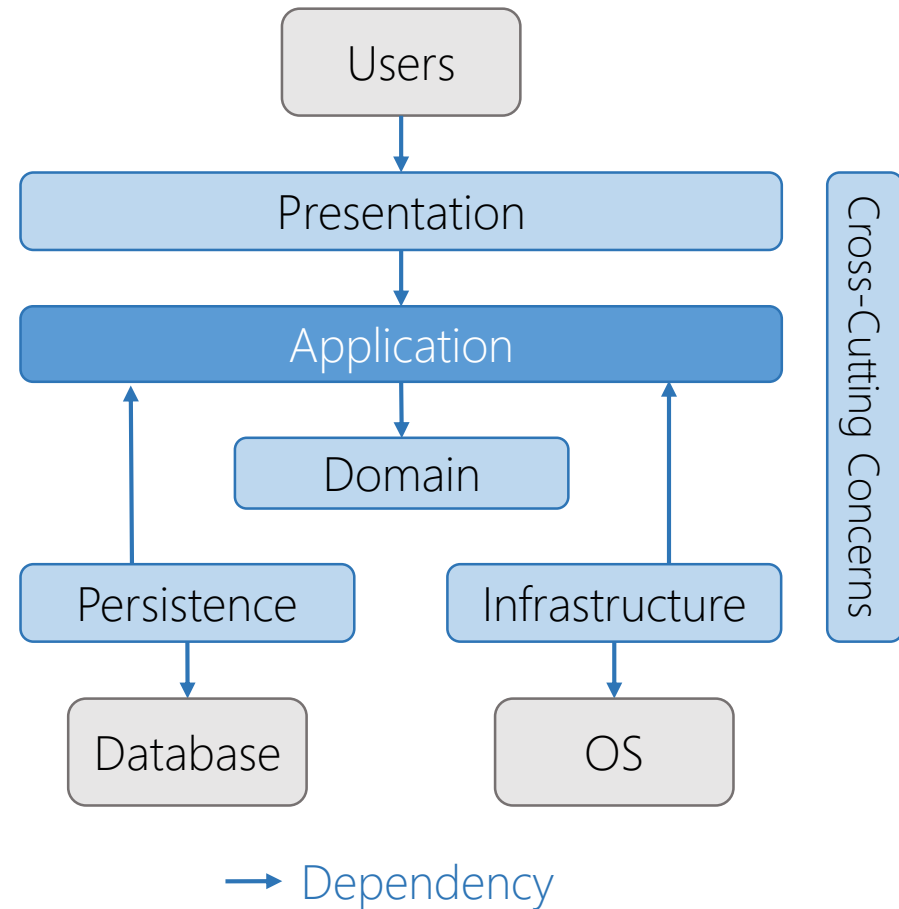 Users
Presentation
Application
Domain
Persistence
Infrastructure
Cross-Cutting Concerns
Database
OS
Dependency